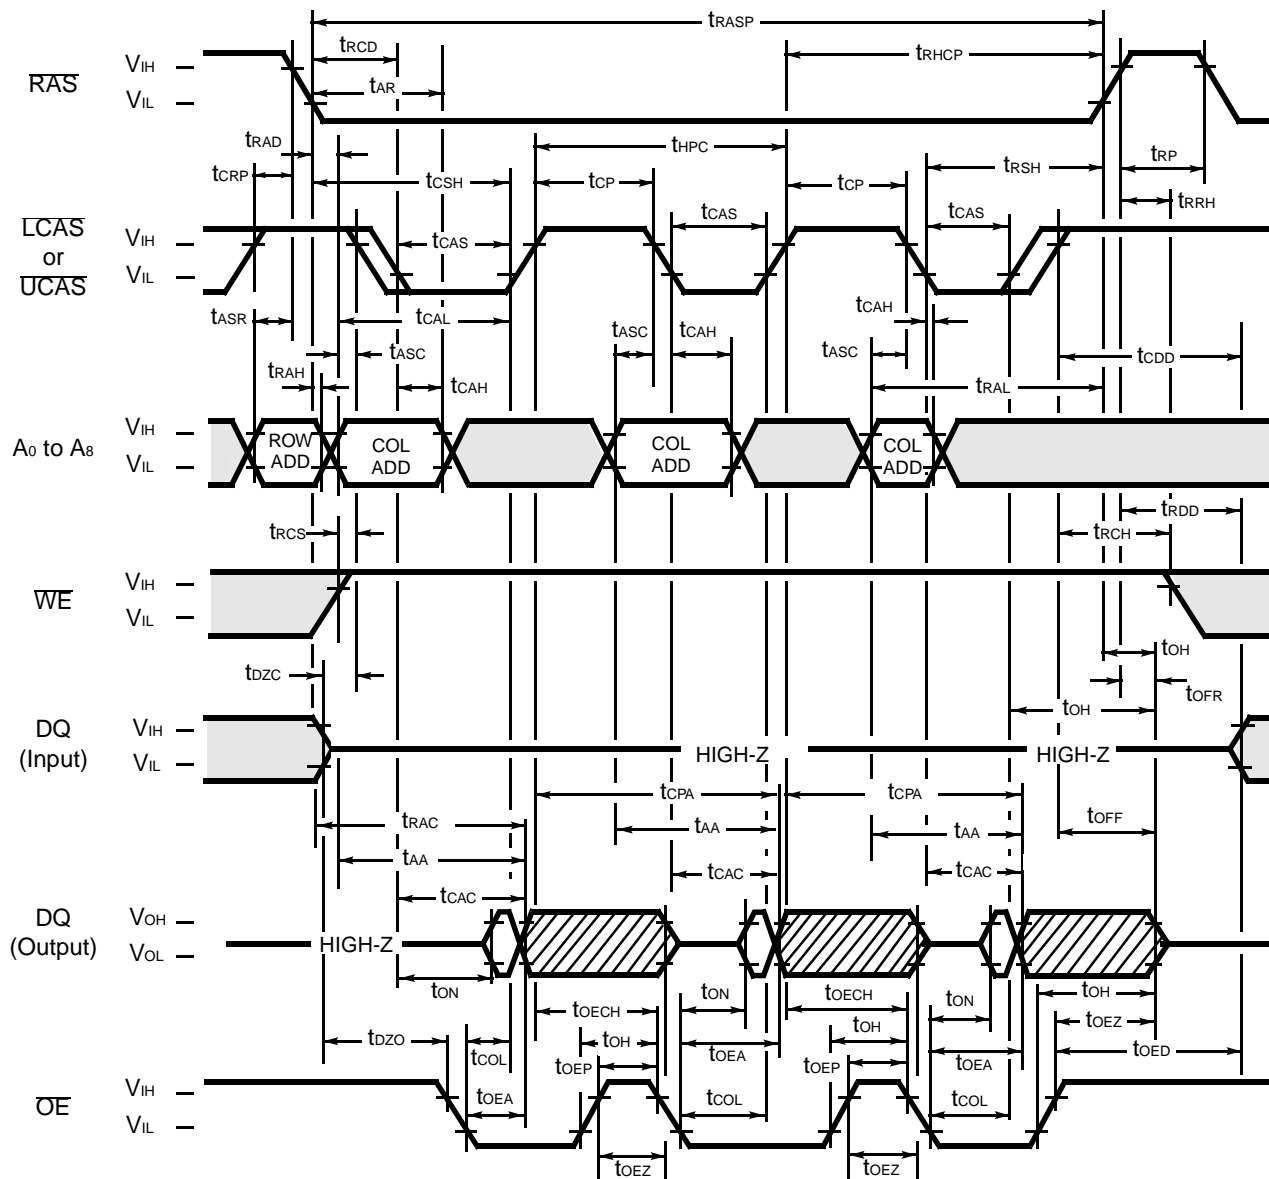 tRASP
tRCD
tRHCP
VIH
RAS
tAR
VIL
tRAD
tHPC
tRP
tCRP
tCSH
tCP
tCP
tRSH
tRRH
LCAS
or
UCAS
VIH
VIL
tCAS
tCAS
tCAS
tASR
tCAL
tCAH
tASC
tASC
tCAH
tASC
tCDD
tRAH
tCAH
tRAL
A0 to A8
VIH
VIL
ROW
ADD
COL
ADD
COL
ADD
COL
ADD
tRCS
tRDD
tRCH
WE
VIH
VIL
tOH
tDZC
tOFR
tOH
DQ
(Input)
VIH
VIL
HIGH-Z
HIGH-Z
tCPA
tCPA
tRAC
tAA
tAA
tOFF
tAA
tCAC
tCAC
tCAC
DQ
(Output)
VOH
VOL
HIGH-Z
tON
tOECH
tON
tOECH
tON
tOH
tDZO
tCOL
tOH
tOEA
tOH
tOEA
tOEZ
tOED
tOEP
tOEP
OE
VIH
VIL
tOEA
tCOL
tCOL
tOEZ
tOEZ